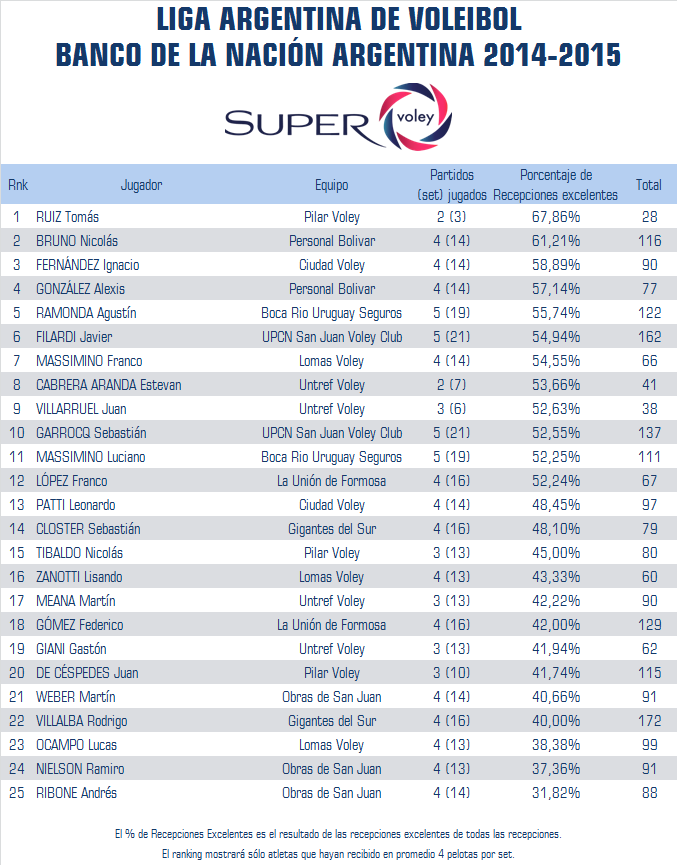 LIGA ARGENTINA DE VOLEIBOL
BANCO DE LA NACIÓN ARGENTINA 2014-2015
SUPER voley
Rnk Jugador Equipo Partidos (set) jugados Porcentaje de Recepciones excelentes Total
1 RUIZ Tomás Pilar Voley 2 (3) 67,86% 28
2 BRUNO Nicolás Personal Bolivar 4 (14) 61,21% 116
3 FERNÁNDEZ Ignacio Ciudad Voley 4 (14) 58,89% 90
4 GONZÁLEZ Alexis Personal Bolivar 4 (14) 57,14% 77
5 RAMONDA Agustín Boca Rio Uruguay Seguros 5 (19) 55,74% 122
6 FILARDI Javier UPCN San Juan Voley Club 5 (21) 54,94% 162
7 MASSIMINO Franco Lomas Voley 4 (14) 54,55% 66
8 CABRERA ARANDA Estevan Untref Voley 2 (7) 53,66% 41
9 VILLARRUEL Juan Untref Voley 3 (6) 52,63% 38
10 GARROCQ Sebastián UPCN San Juan Voley Club 5 (21) 52,55% 137
11 MASSIMINO Luciano Boca Rio Uruguay Seguros 5 (19) 52,25% 111
12 LÓPEZ Franco La Unión de Formosa 4 (16) 52,24% 67
13 PATTI Leonardo Ciudad Voley 4 (14) 48,45% 97
14 CLOSTER Sebastián Gigantes del Sur 4 (16) 48,10% 79
15 TIBALDO Nicolás Pilar Voley 3 (13) 45,00% 80
16 ZANOTTI Lisando Lomas Voley 4 (13) 43,33% 60
17 MEANA Martín Untref Voley 3 (13) 42,22% 90
18 GÓMEZ Federico La Unión de Formosa 4 (16) 42,00% 129
19 GIANI Gastón Untref Voley 3 (13) 41,94% 62
20 DE CÉSPEDES Juan Pilar Voley 3 (10) 41,74% 115
21 WEBER Martín Obras de San Juan 4 (14) 40,66% 91
22 VILLALBA Rodrigo Gigantes del Sur 4 (16) 40,00% 172
23 OCAMPO Lucas Lomas Voley 4 (13) 38,38% 99
24 NIELSON Ramiro Obras de San Juan 4 (13) 37,36% 91
25 RIBONE Andrés Obras de San Juan 4 (14) 31,82% 88
El % de Recepciones Excelentes es el resultado de las recepciones excelentes de todas las recepciones.
El ranking mostrará sólo atletas que hayan recibido en promedio 4 pelotas por set.